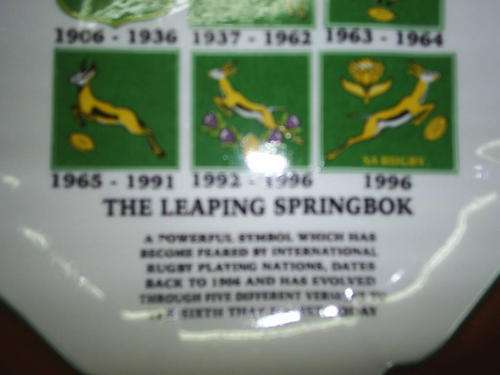 1906 - 1936 1937 - 1962 1963 - 1964
SA RUGBY
1965 - 1991 1992 - 1996 1996
THE LEAPING SPRINGBOK
A POWERFUL SYMBOL WHICH HAS
BECOME FEARED BY INTERNATIONAL
RUGBY PLAYING NATIONS, DATES
BACK TO 1906 AND HAS EVOLVED
THROUGH FIVE DIFFERENT
SIXTH